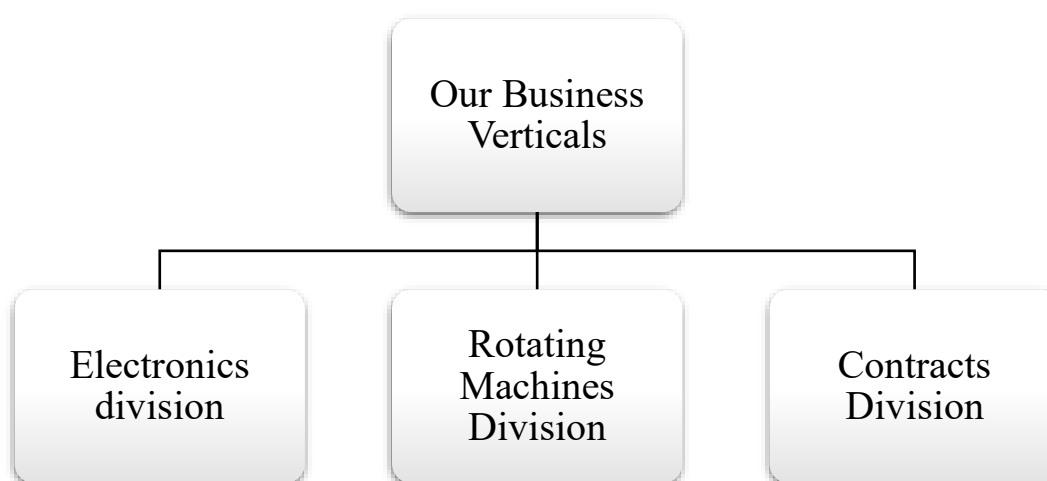 Our Business
Verticals
Electronics
division
Rotating
Machines
Division
Contracts
Division